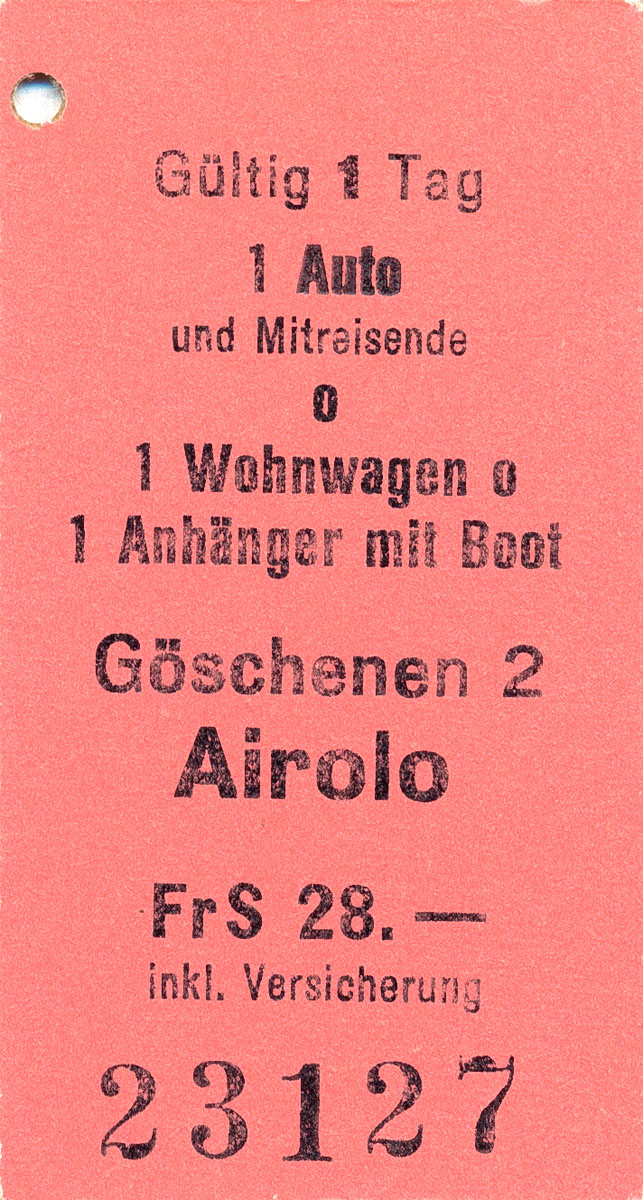 Gültig 1 Tag
1 Auto
und Mitreisende
o
1 Wohnwagen o
1 Anhänger mit Boot
Göschenen 2
Airolo
FrS 28.—
inkl. Versicherung
23127